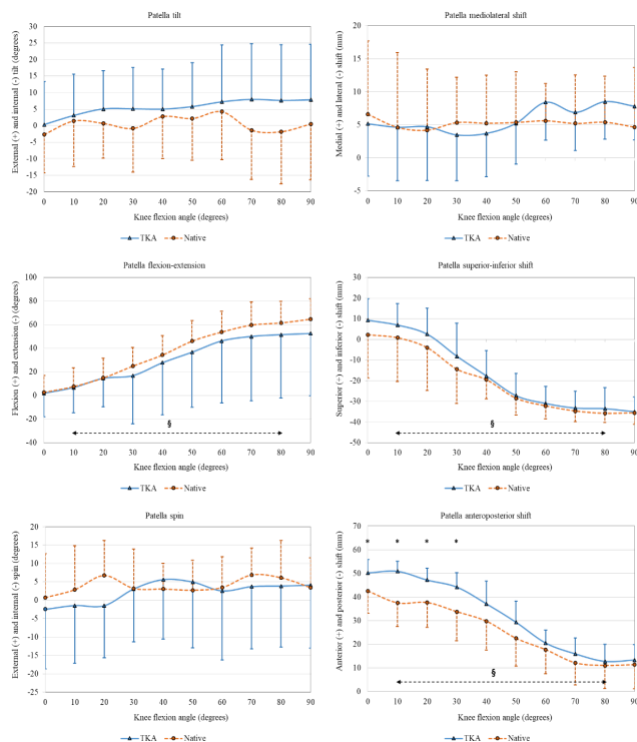 Patella tilt
External (+) and internal (-) tilt (degrees)
30
25
20
15
10
5
0
-5
-10
-15
-20
0 10 20 30 40 50 60 70 80 90
Knee flexion angle (degrees)
TKA Native
Patella mediolateral shift
Medial (+) and lateral (-) shift (mm)
20
15
10
5
0
-5
0 10 20 30 40 50 60 70 80 90
Knee flexion angle (degrees)
TKA Native
Patella flexion-extension
Flexion (+) and extension (-) (degrees)
100
80
60
40
20
0
-20
-40
§
0 10 20 30 40 50 60 70 80 90
Knee flexion angle (degrees)
TKA Native
Patella superior-inferior shift
Superior (+) and inferior (-) shift (mm)
30
20
10
0
-10
-20
-30
-40
-50
§
0 10 20 30 40 50 60 70 80 90
Knee flexion angle (degrees)
TKA Native
Patella spin
External (+) and internal (-) spin (degrees)
20
15
10
5
0
-5
-10
-15
-20
-25
0 10 20 30 40 50 60 70 80 90
Knee flexion angle (degrees)
TKA Native
Patella anteroposterior shift
Anterior (+) and posterior (-) shift (mm)
70
60
50
40
30
20
10
0
* * * *
§
0 10 20 30 40 50 60 70 80 90
Knee flexion angle (degrees)
TKA Native